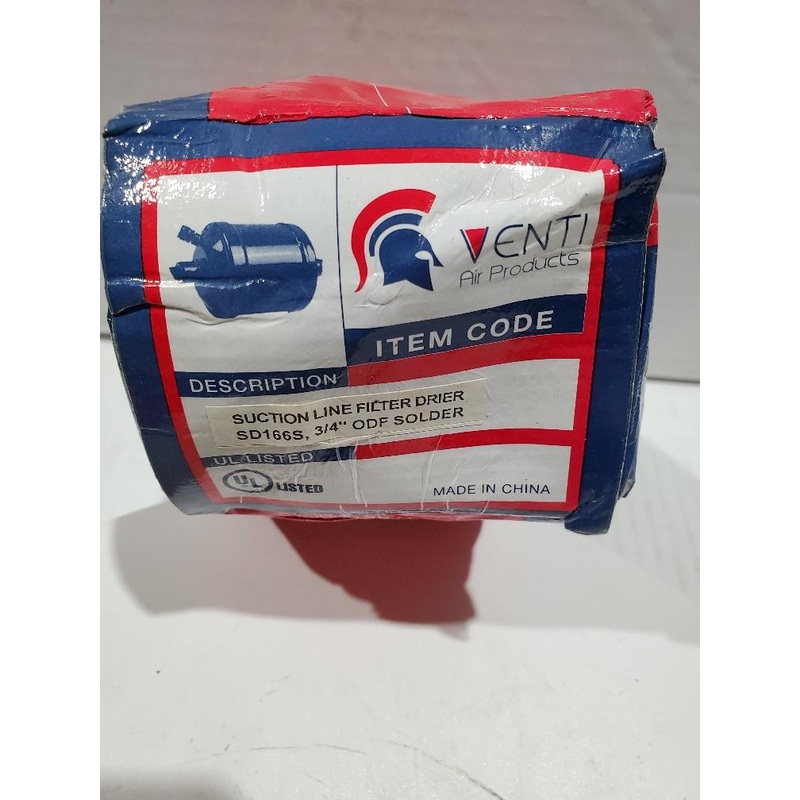 VENTI
Air Products
ITEM CODE
DESCRIPTION
SUCTION LINE FILTER DRIER
SD166S, 3/4" ODF SOLDER
UL LISTED
UL LISTED
MADE IN CHINA